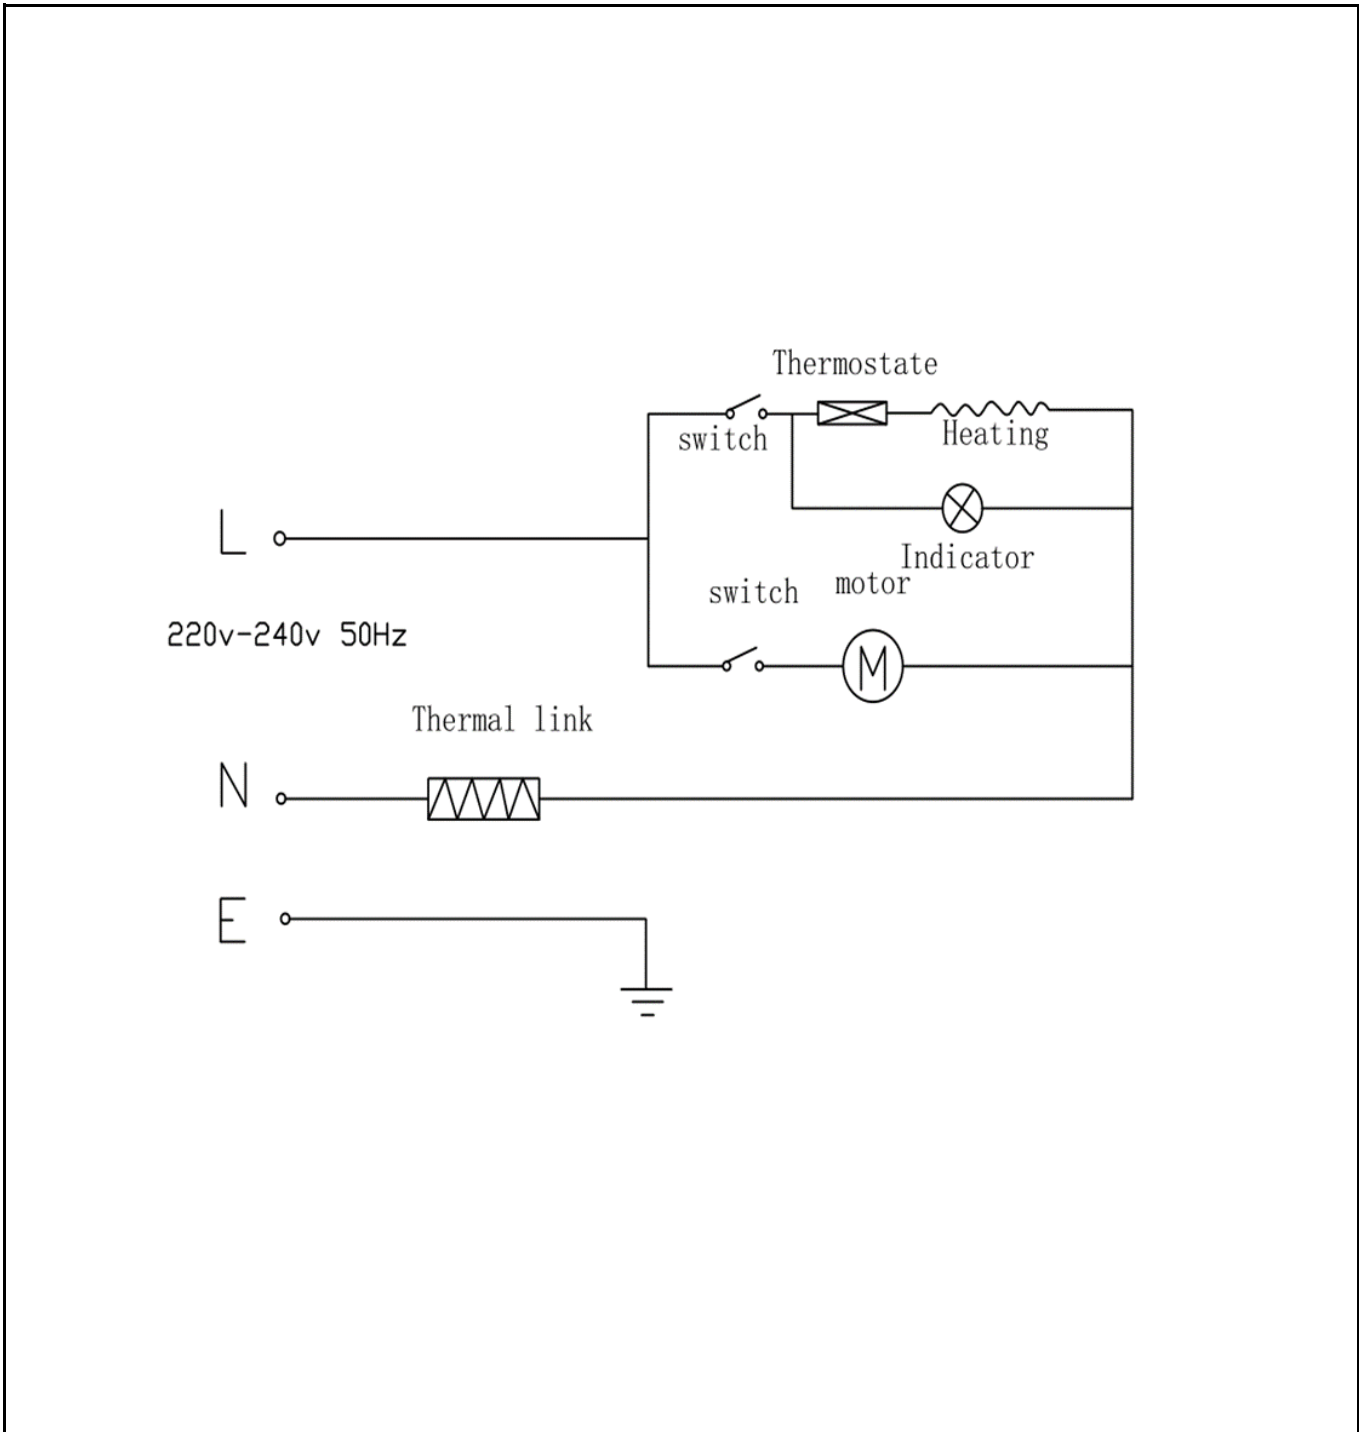 Thermostate
switch
Heating
L
Indicator
switch
motor
220v-240v 50Hz
M
Thermal link
N
E